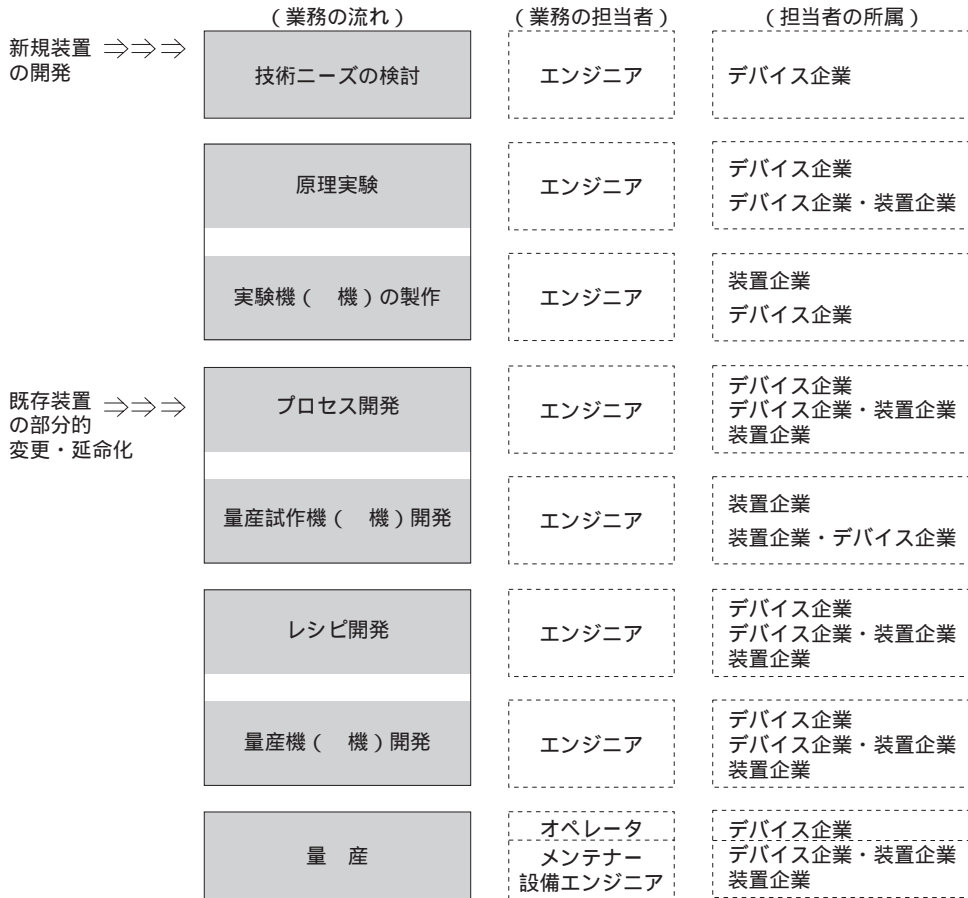 (業務の流れ) (業務の担当者) (担当者の所属)
新規装置
の開発
技術ニーズの検討 エンジニア デバイス企業
原理実験 エンジニア デバイス企業
デバイス企業・装置企業
実験機( 機)の製作 エンジニア 装置企業
デバイス企業
既存装置
の部分的
変更・延命化
プロセス開発 エンジニア デバイス企業
デバイス企業・装置企業
装置企業
量産試作機( 機)開発 エンジニア 装置企業
装置企業・デバイス企業
レシピ開発 エンジニア デバイス企業
デバイス企業・装置企業
装置企業
量産機( 機)開発 エンジニア デバイス企業
デバイス企業・装置企業
装置企業
量 産 オペレータ デバイス企業
メンテナー デバイス企業・装置企業
設備エンジニア 装置企業